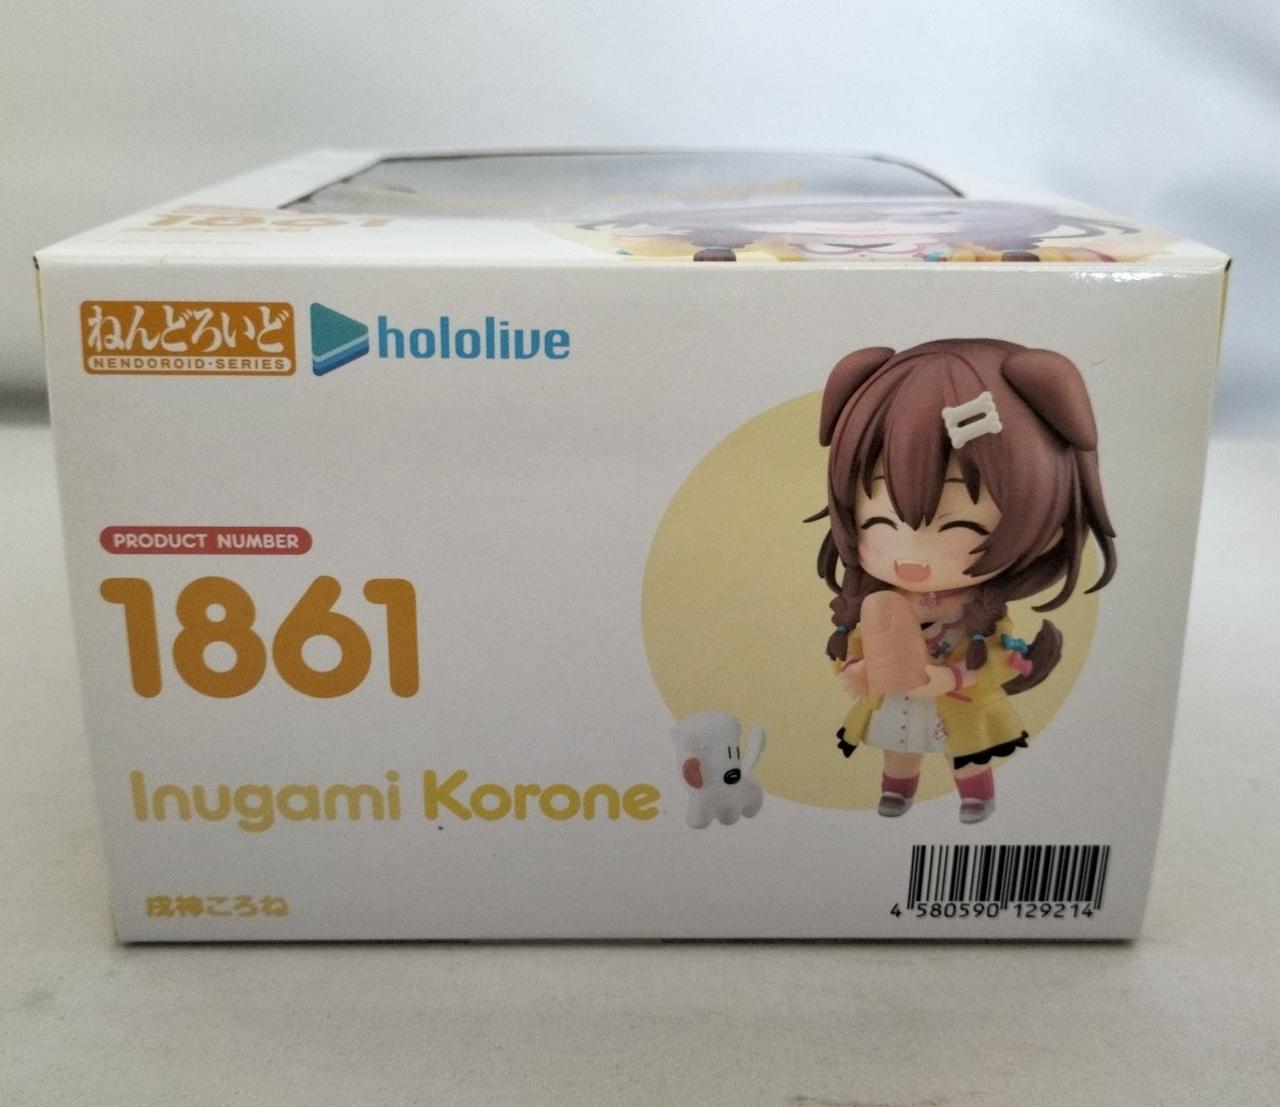 1861
ねんどろいど
NENDOROID-SERIES
hololive
PRODUCT NUMBER
1861
Inugami Korone
戌神ころね
4 580590 129214